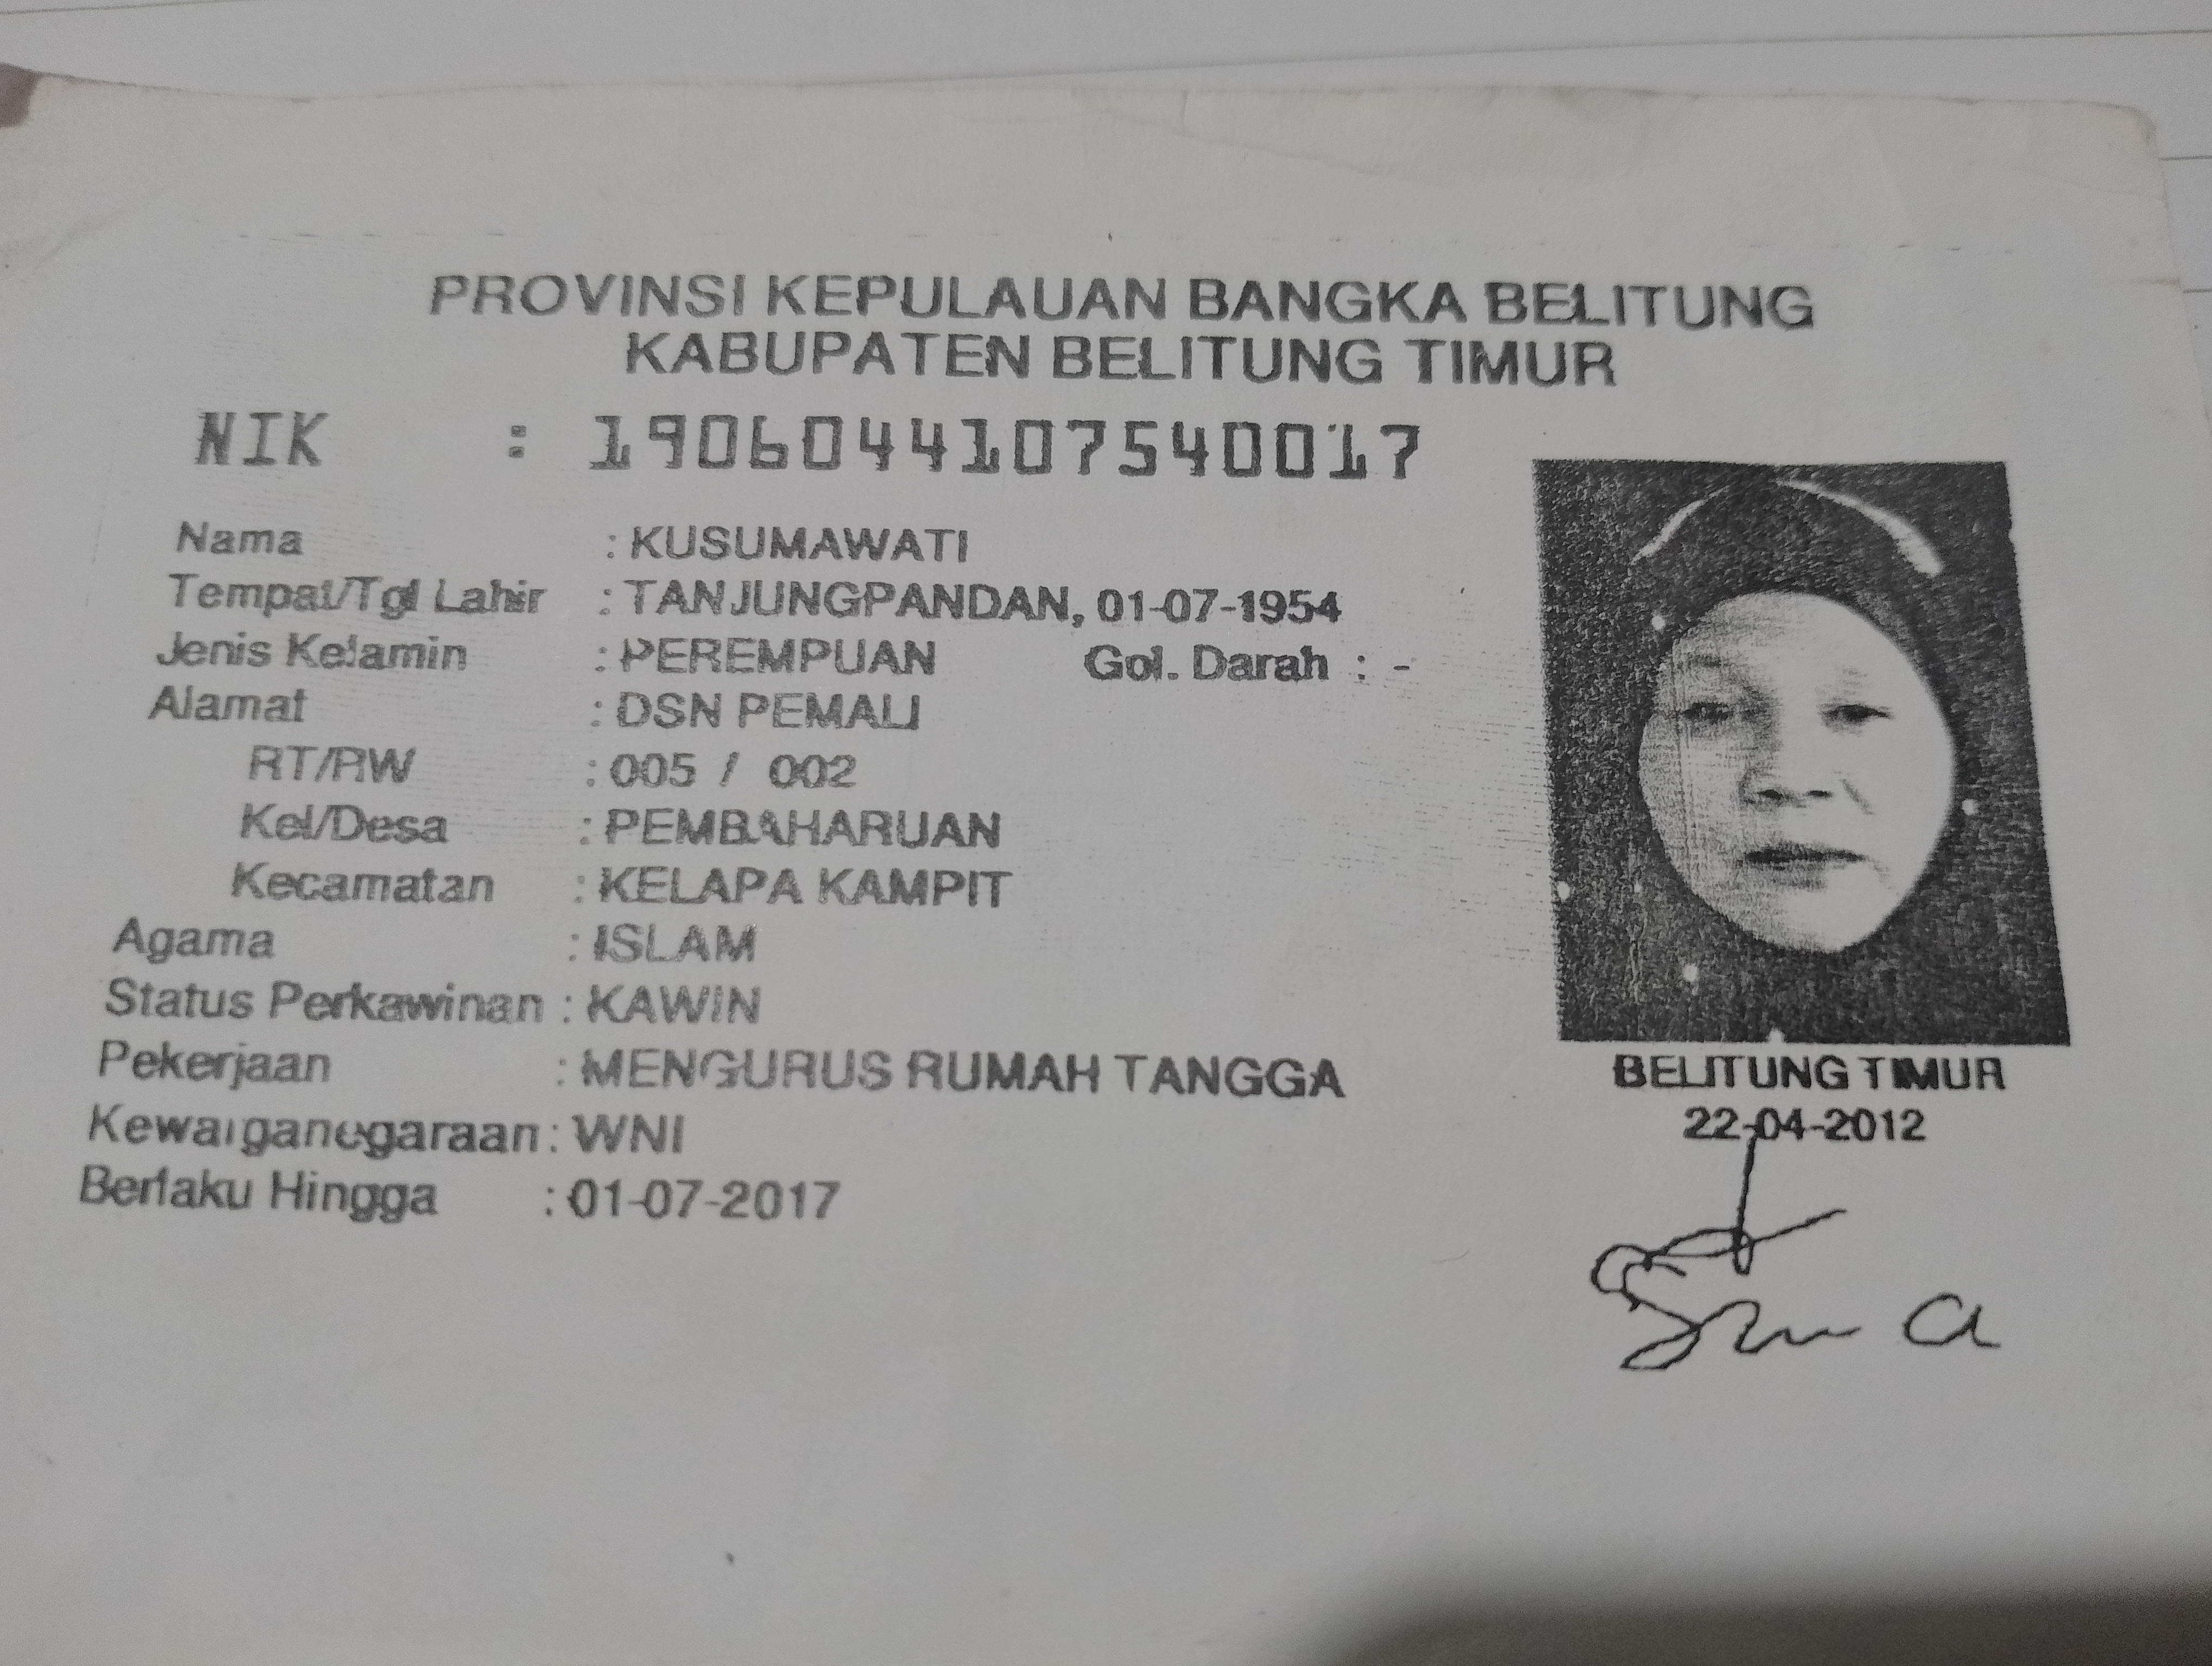 PROVINSI KEPULAUAN BANGKA BELITUNG
KABUPATEN BELITUNG TIMUR
NIK : 1906044107540017
Nama : KUSUMAWATI
Tempat/Tgl Lahir : TANJUNGPANDAN, 01-07-1954
Jenis Kelamin : PEREMPUAN Gol. Darah : -
Alamat : DSN PEMALI
RT/RW : 005 / 002
Kel/Desa : PEMBAHARUAN
Kecamatan : KELAPA KAMPIT
Agama : ISLAM
Status Perkawinan : KAWIN
Pekerjaan : MENGURUS RUMAH TANGGA
Kewarganegaraan : WNI
Berlaku Hingga : 01-07-2017
BELITUNG TIMUR
22-04-2012